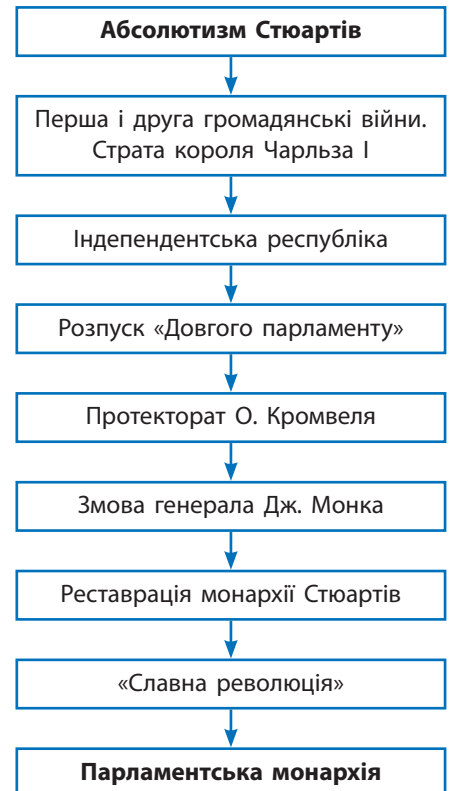 Абсолютизм Стюартів
Перша і друга громадянські війни.
Страта короля Чарльза І
Індепендентська республіка
Розпуск «Довгого парламенту»
Протекторат О. Кромвеля
Змова генерала Дж. Монка
Реставрація монархії Стюартів
«Славна революція»
Парламентська монархія